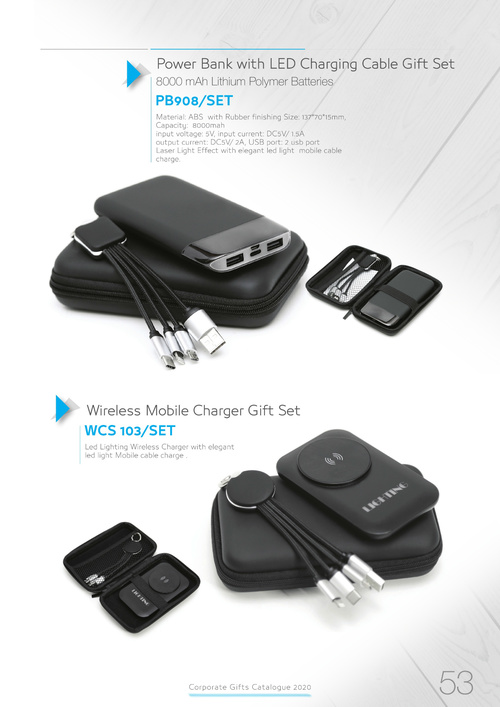 Power Bank with LED Charging Cable Gift Set
8000 mAh Lithium Polymer Batteries
PB908/SET
Material: ABS with Rubber finishing Size: 137*70*15mm,
Capacity: 8000mah
input voltage: 5V, input current: DC5V/ 1.5A
output current: DC5V/ 2A, USB port: 2 usb port
Laser Light Effect with elegant led light mobile cable
charge.
Wireless Mobile Charger Gift Set
WCS 103/SET
Led Lighting Wireless Charger with elegant
led light Mobile cable charge .
LIGHTING
LIGHTING
Corporate Gifts Catalogue 2020
53